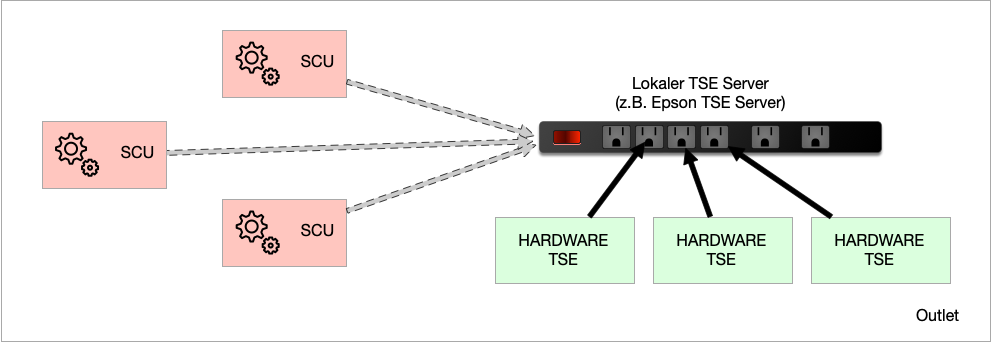 SCU
Lokaler TSE Server
(z.B. Epson TSE Server)
SCU
SCU
HARDWARE
TSE
HARDWARE
TSE
HARDWARE
TSE
Outlet